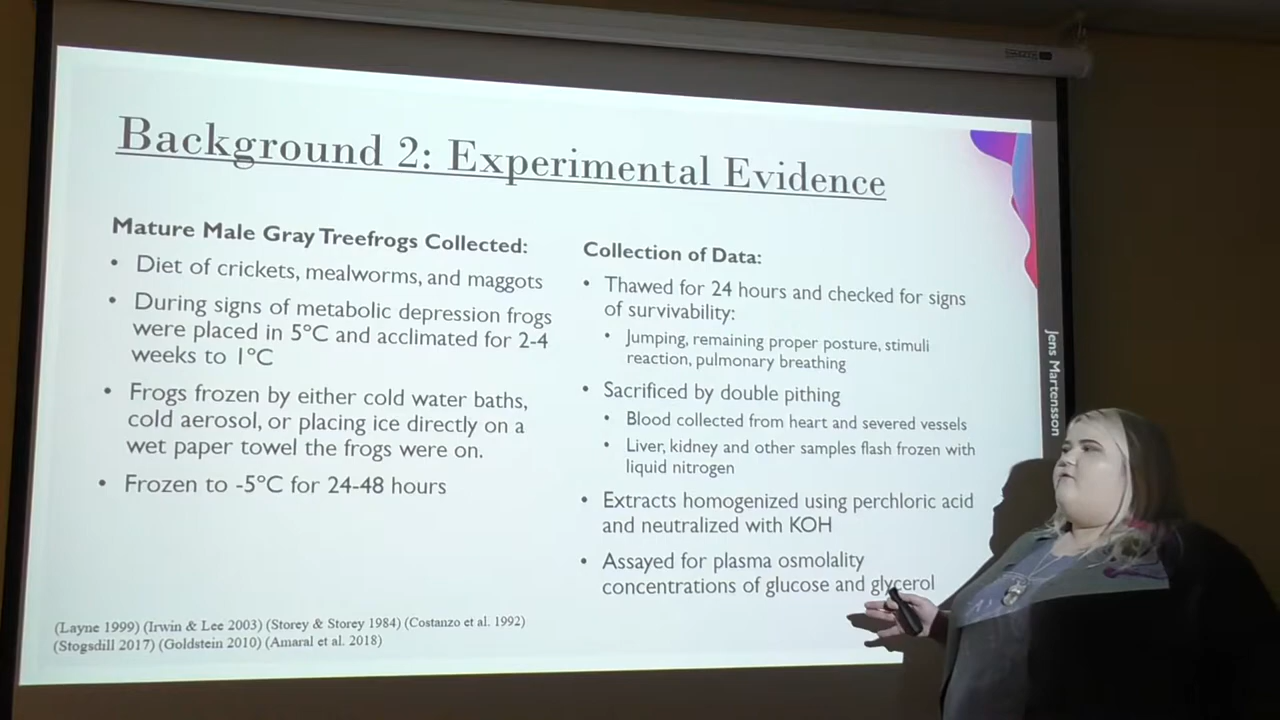 Background 2: Experimental Evidence
Mature Male Gray Treefrogs Collected:
• Diet of crickets, mealworms, and maggots
• During signs of metabolic depression frogs
were placed in 5°C and acclimated for 2-4
weeks to 1°C
• Frogs frozen by either cold water baths,
cold aerosol, or placing ice directly on a
wet paper towel the frogs were on.
• Frozen to -5°C for 24-48 hours
Collection of Data:
• Thawed for 24 hours and checked for signs
of survivability:
• Jumping, remaining proper posture, stimuli
reaction, pulmonary breathing
• Sacrificed by double pithing
• Blood collected from heart and severed vessels
• Liver, kidney and other samples flash frozen with
liquid nitrogen
• Extracts homogenized using perchloric acid
and neutralized with KOH
• Assayed for plasma osmolality
concentrations of glucose and glycerol
(Layne 1999) (Irwin & Lee 2003) (Storey & Storey 1984) (Costanzo et al. 1992)
(Stogsdill 2017) (Goldstein 2010) (Amaral et al. 2018)
Jens Martensson